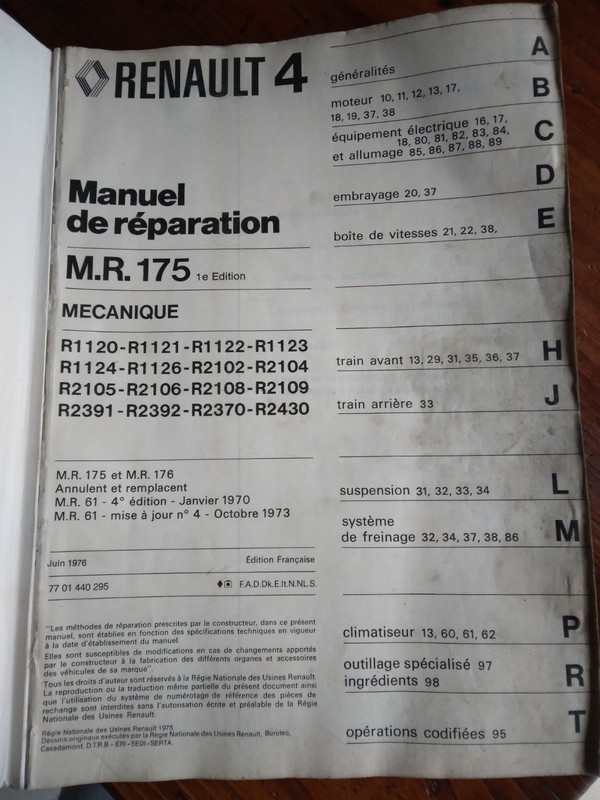 RENAULT 4
Manuel
de réparation
M.R. 175 1e Edition
MECANIQUE
R1120-R1121-R1122-R1123
R1124-R1126-R2102-R2104
R2105-R2106-R2108-R2109
R2391-R2392-R2370-R2430
M.R. 175 et M.R. 176
Annulent et remplacent
M.R. 61 - 4° édition - Janvier 1970
M.R. 61 - mise à jour n° 4 - Octobre 1973
Juin 1976
Édition Française
77 01 440 295
F.A.D.Dk.E.It.N.NL.S.
"Les méthodes de réparation prescrites par le constructeur, dans ce présent
manuel, sont établies en fonction des spécifications techniques en vigueur
à la date d'établissement du manuel.
Elles sont susceptibles de modifications en cas de changements apportés
par le constructeur à la fabrication des différents organes et accessoires
des véhicules de sa marque"
Tous les droits d'auteur sont réservés à la Régie Nationale des Usines Renault.
La reproduction ou la traduction même partielle du présent document ainsi
que l'utilisation du système de numérotage de référence des pièces de
rechange sont interdites sans l'autorisation écrite et préalable de la Régie
Nationale des Usines Renault.
Régie Nationale des Usines Renault 1975
Dessins originaux exécutés par la Régie Nationale des Usines Renault, Burotec,
Casadamont, D.T.R.B. - ERI - SEDI - SERTA.
généralités A
moteur 10, 11, 12, 13, 17, B
18, 19, 37, 38
équipement électrique 16, 17, C
18, 80, 81, 82, 83, 84,
et allumage 85, 86, 87, 88, 89
embrayage 20, 37 D
boîte de vitesses 21, 22, 38, E
train avant 13, 29, 31, 35, 36, 37 H
train arrière 33 J
suspension 31, 32, 33, 34 L
système
de freinage 32, 34, 37, 38, 86 M
climatiseur 13, 60, 61, 62 P
outillage spécialisé 97 R
ingrédients 98
opérations codifiées 95 T